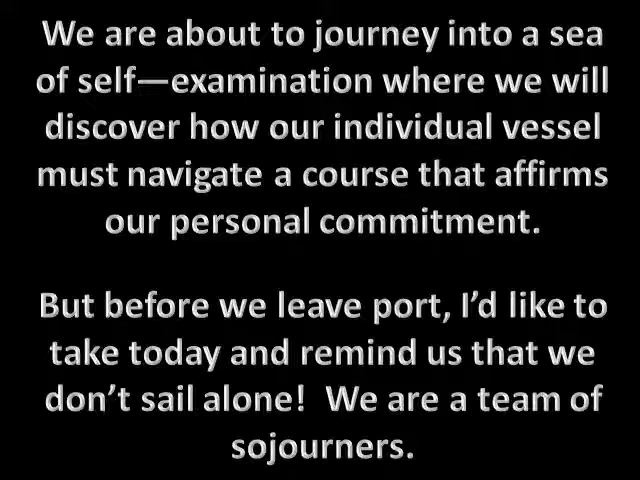 We are about to journey into a sea
of self—examination where we will
discover how our individual vessel
must navigate a course that affirms
our personal commitment.
But before we leave port, I’d like to
take today and remind us that we
don’t sail alone!  We are a team of
sojourners.